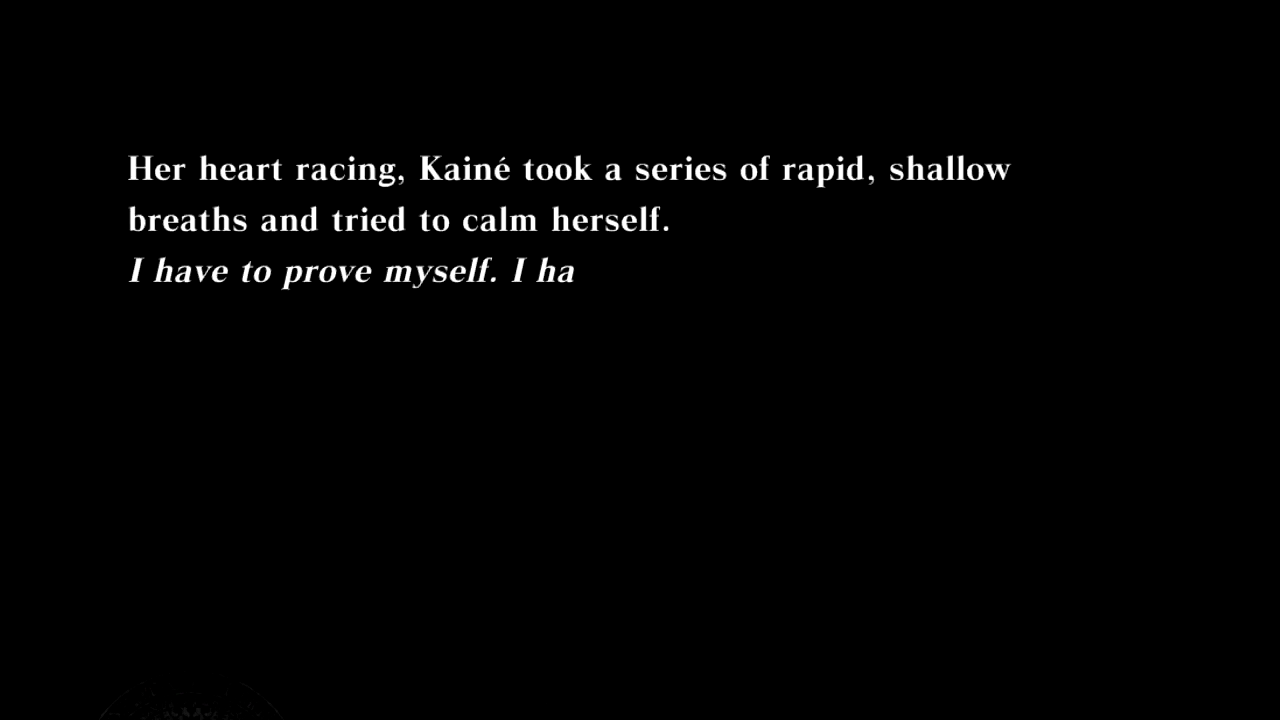 Her heart racing, Kainé took a series of rapid, shallow
breaths and tried to calm herself.
I have to prove myself. I ha